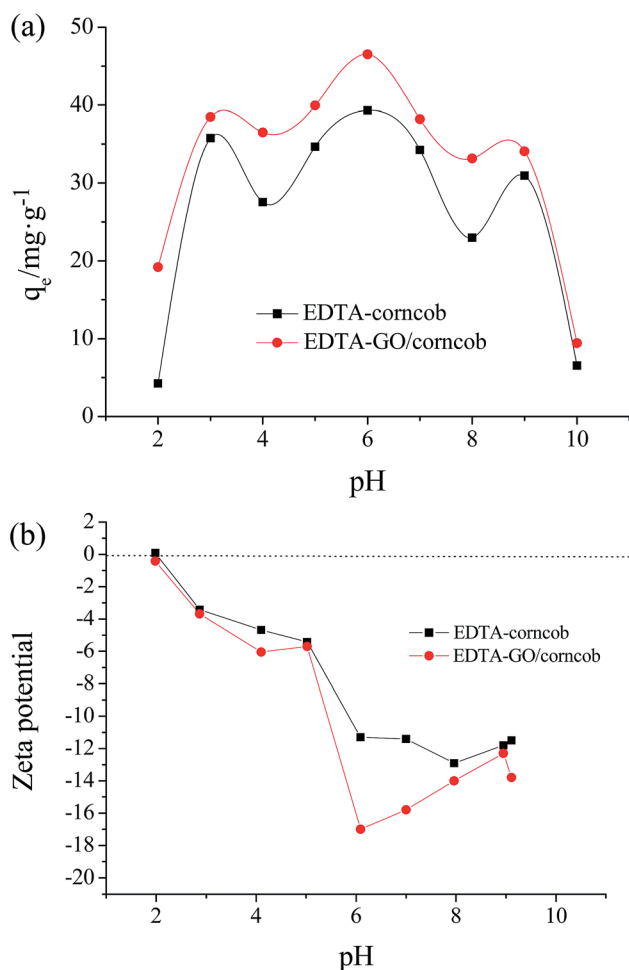 (a)
50
40
30
20
10
0
qe/mg·g-1
EDTA-corncob
EDTA-GO/corncob
2 4 6 8 10
pH
(b)
2
0
-2
-4
-6
-8
-10
-12
-14
-16
-18
-20
Zeta potential
EDTA-corncob
EDTA-GO/corncob
2 4 6 8 10
pH